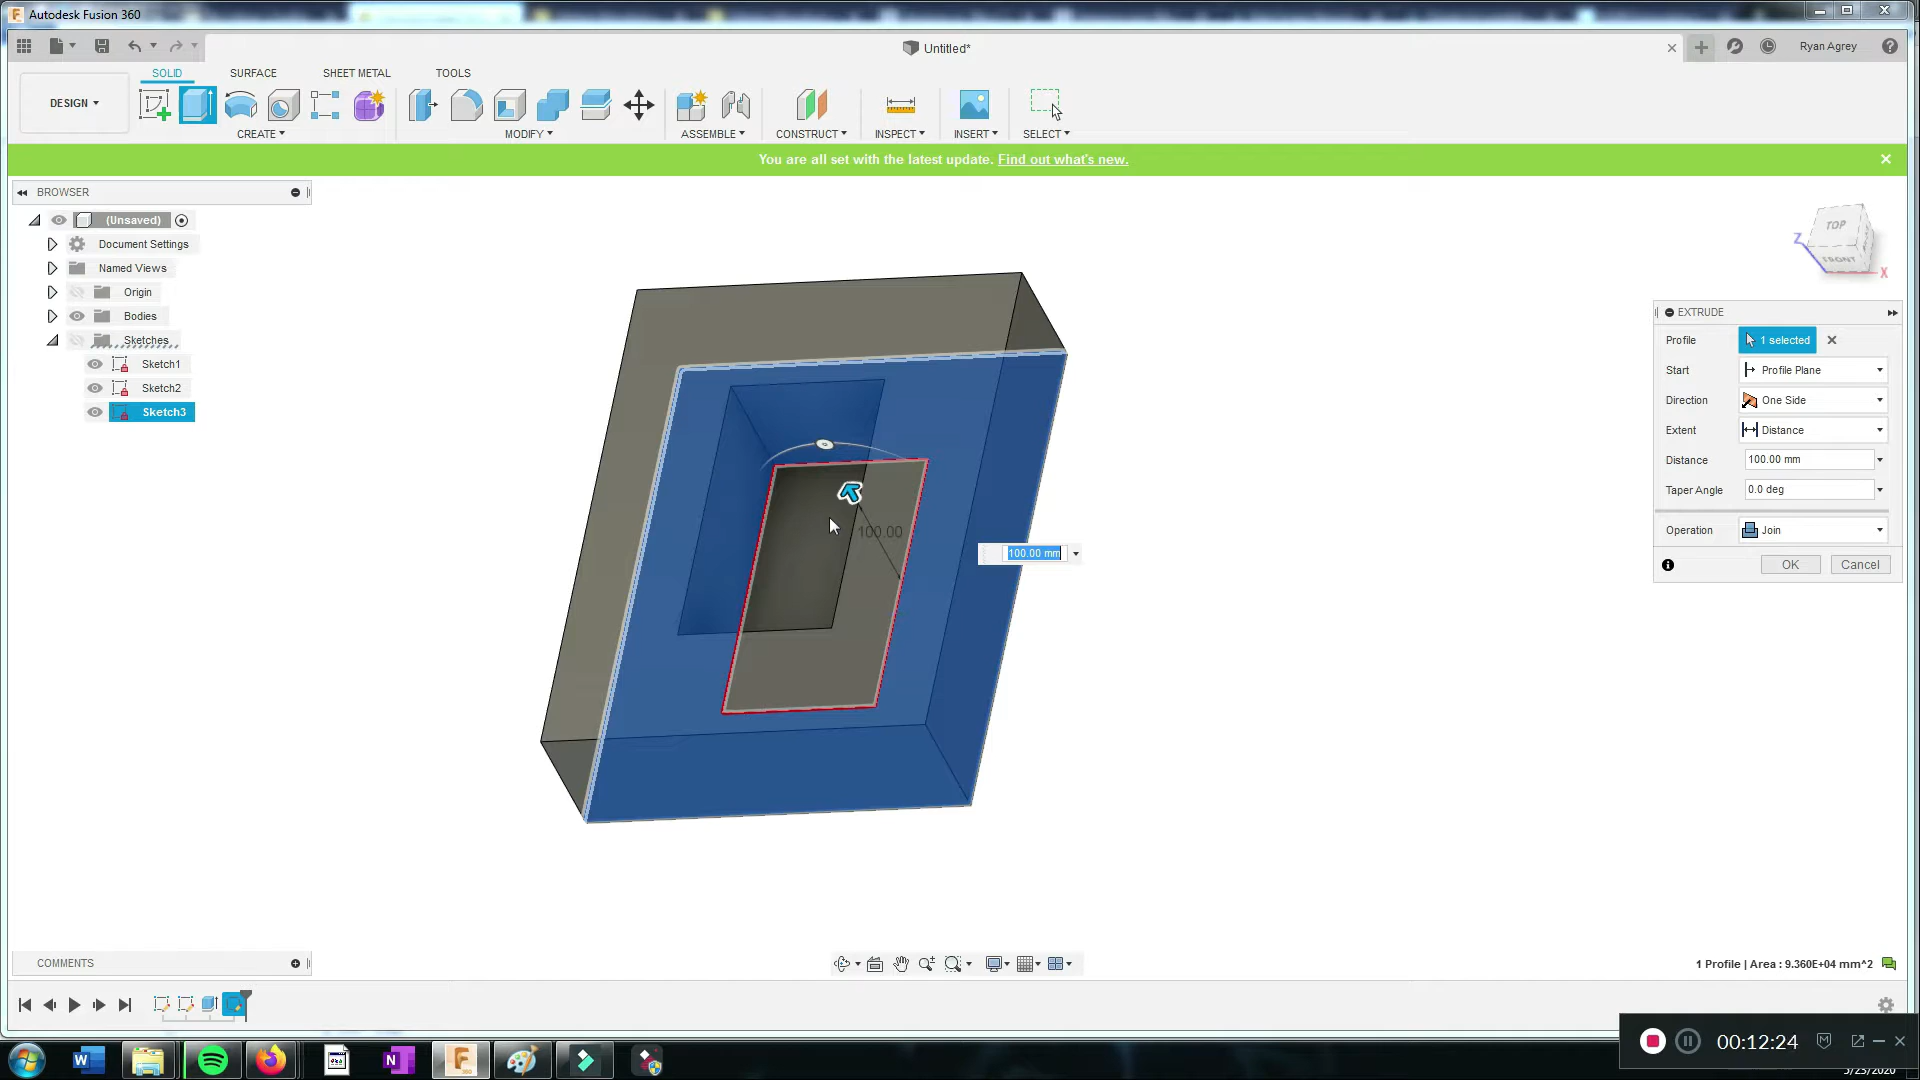 Autodesk Fusion 360
Untitled*
Ryan Agrey
DESIGN
SOLID
SURFACE
SHEET METAL
TOOLS
CREATE
MODIFY
ASSEMBLE
CONSTRUCT
INSPECT
INSERT
SELECT
You are all set with the latest update. Find out what's new.
BROWSER
(Unsaved)
Document Settings
Named Views
Origin
Bodies
Sketches
Sketch1
Sketch2
Sketch3
TOP
FRONT
Z
X
100.00
100.00 mm
EXTRUDE
Profile
1 selected
Start
Profile Plane
Direction
One Side
Extent
Distance
Distance
100.00 mm
Taper Angle
0.0 deg
Operation
Join
OK
Cancel
COMMENTS
1 Profile | Area : 9.360E+04 mm^2
00:12:24
5/23/2020